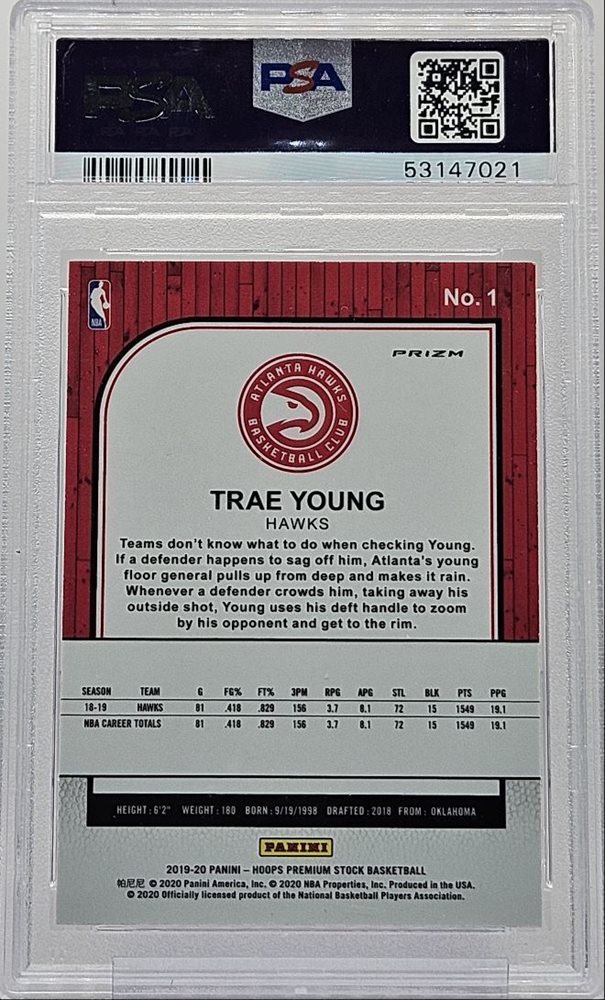 PSA
PSA
53147021
NBA
No. 1
PRIZM
ATLANTA HAWKS
BASKETBALL CLUB
TRAE YOUNG
HAWKS
Teams don't know what to do when checking Young.
If a defender happens to sag off him, Atlanta's young
floor general pulls up from deep and makes it rain.
Whenever a defender crowds him, taking away his
outside shot, Young uses his deft handle to zoom
by his opponent and get to the rim.
SEASON TEAM G FG% FT% 3PM RPG APG STL BLK PTS PPG
18-19 HAWKS 81 .418 .829 156 3.7 8.1 72 15 1549 19.1
NBA CAREER TOTALS 81 .418 .829 156 3.7 8.1 72 15 1549 19.1
HEIGHT: 6'2" WEIGHT: 180 BORN: 9/19/1998 DRAFTED: 2018 FROM: OKLAHOMA
PANINI
2019-20 PANINI – HOOPS PREMIUM STOCK BASKETBALL
帕尼尼 © 2020 Panini America, Inc. © 2020 NBA Properties, Inc. Produced in the USA.
© 2020 Officially licensed product of the National Basketball Players Association.